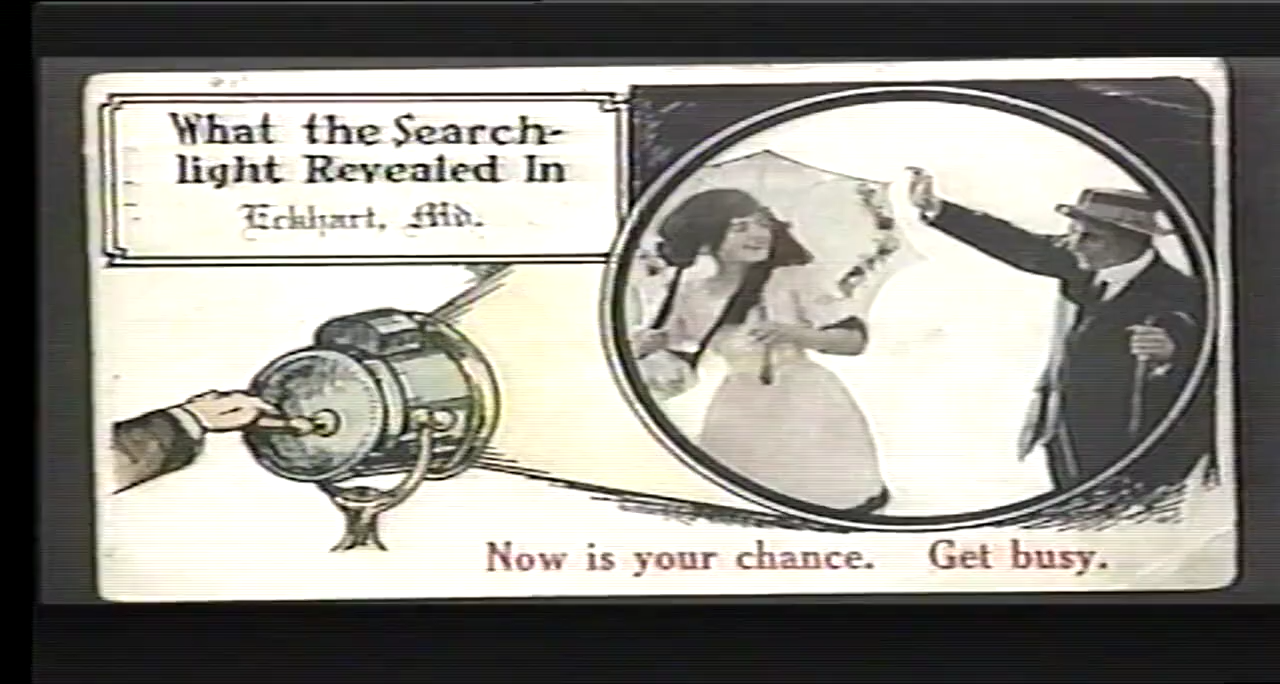 What the Search-
light Revealed In
Eckhart, Md.
Now is your chance. Get busy.